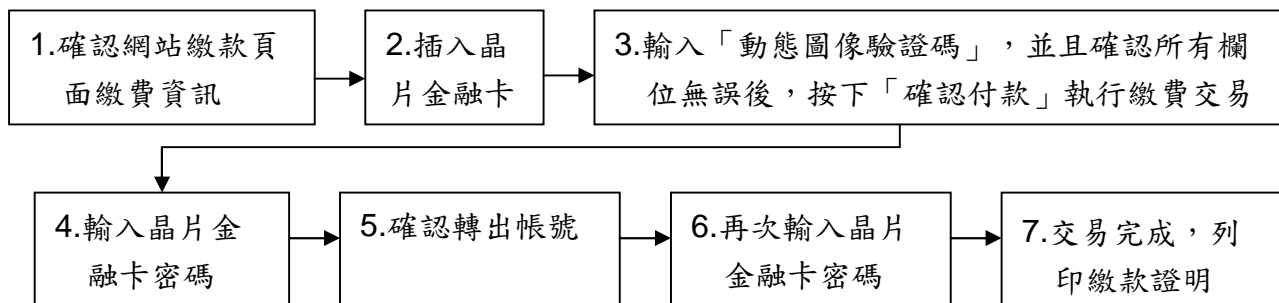 1.確認網站繳款頁
面繳費資訊
2.插入晶
片金融卡
3.輸入「動態圖像驗證碼」，並且確認所有欄
位無誤後，按下「確認付款」執行繳費交易
4.輸入晶片金
融卡密碼
5.確認轉出帳號
6.再次輸入晶片
金融卡密碼
7.交易完成，列
印繳款證明